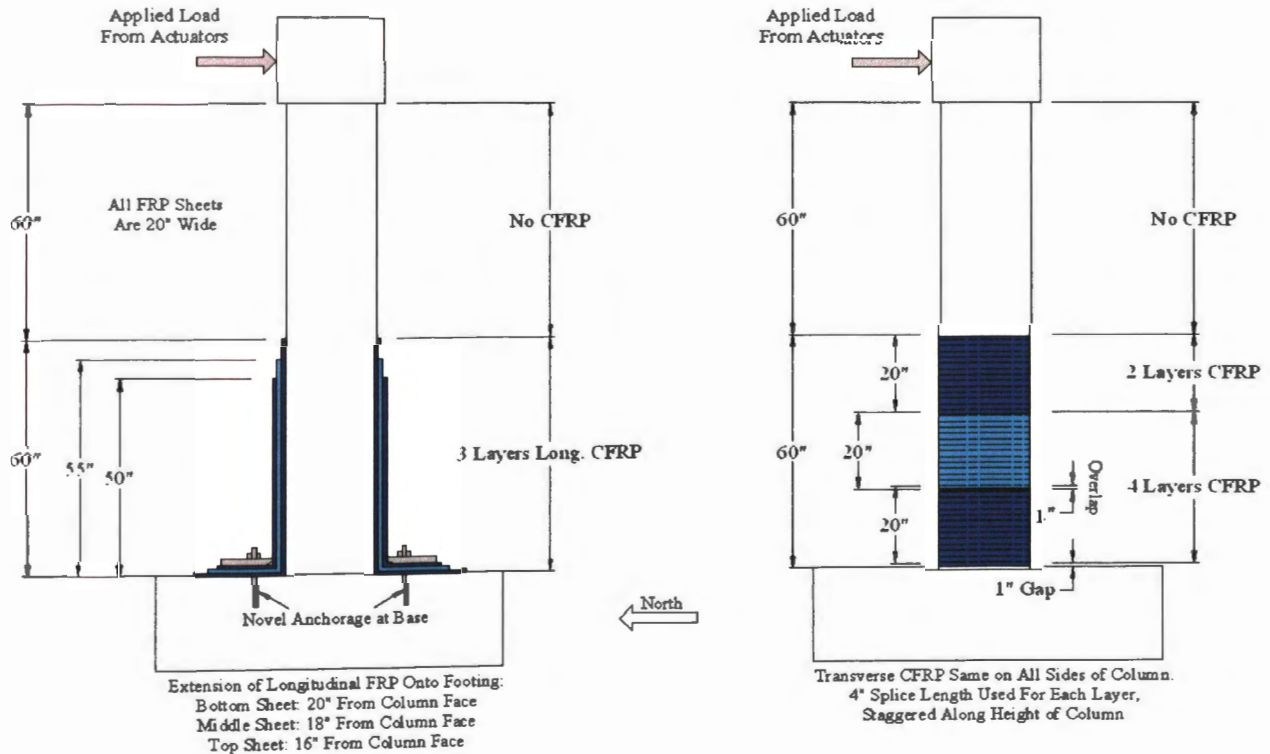 Applied Load
From Actuators
60"
All FRP Sheets
Are 20" Wide
No CFRP
60"
55"
50"
3 Layers Long. CFRP
Novel Anchorage at Base
Extension of Longitudinal FRP Onto Footing:
Bottom Sheet: 20" From Column Face
Middle Sheet: 18" From Column Face
Top Sheet: 16" From Column Face
North
Applied Load
From Actuators
60"
No CFRP
60"
20"
2 Layers CFRP
20"
Overlap
1"
4 Layers CFRP
20"
1" Gap
Transverse CFRP Same on All Sides of Column.
4" Splice Length Used For Each Layer,
Staggered Along Height of Column